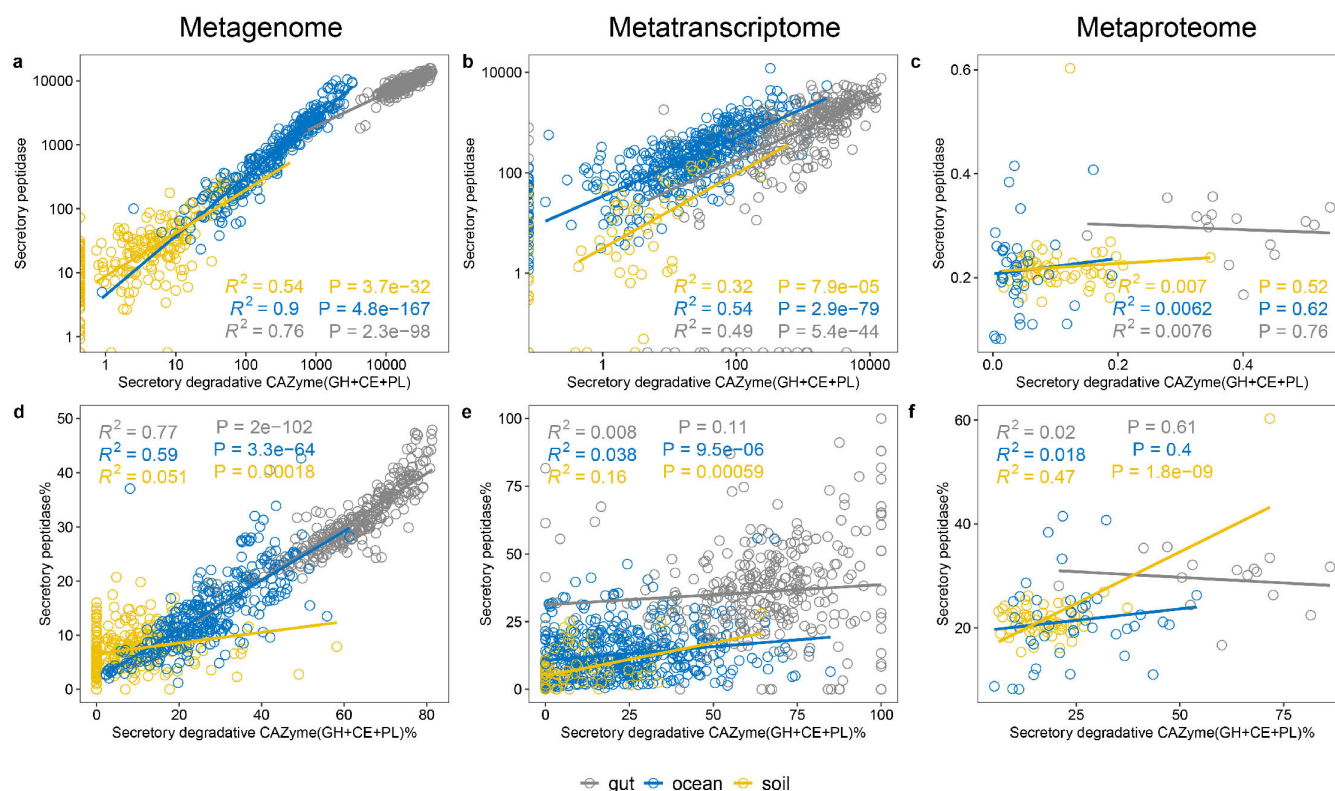 Metagenome
Metatranscriptome
Metaproteome
a
10000
1000
100
10
1
Secretory peptidase
R² = 0.54 P = 3.7e−32
R² = 0.9 P = 4.8e−167
R² = 0.76 P = 2.3e−98
1 10 100 1000 10000
Secretory degradative CAZyme(GH+CE+PL)
b
10000
100
1
Secretory peptidase
R² = 0.32 P = 7.9e−05
R² = 0.54 P = 2.9e−79
R² = 0.49 P = 5.4e−44
1 100 10000
Secretory degradative CAZyme(GH+CE+PL)
c
0.6
0.4
0.2
Secretory peptidase
R² = 0.007 P = 0.52
R² = 0.0062 P = 0.62
R² = 0.0076 P = 0.76
0.0 0.2 0.4
Secretory degradative CAZyme(GH+CE+PL)
d
50
40
30
20
10
0
Secretory peptidase%
R² = 0.77 P = 2e−102
R² = 0.59 P = 3.3e−64
R² = 0.051 P = 0.00018
0 20 40 60 80
Secretory degradative CAZyme(GH+CE+PL)%
e
100
75
50
25
0
Secretory peptidase%
R² = 0.008 P = 0.11
R² = 0.038 P = 9.5e−06
R² = 0.16 P = 0.00059
0 25 50 75 100
Secretory degradative CAZyme(GH+CE+PL)%
f
60
40
20
0
Secretory peptidase%
R² = 0.02 P = 0.61
R² = 0.018 P = 0.4
R² = 0.47 P = 1.8e−09
25 50 75
Secretory degradative CAZyme(GH+CE+PL)%
gut ocean soil